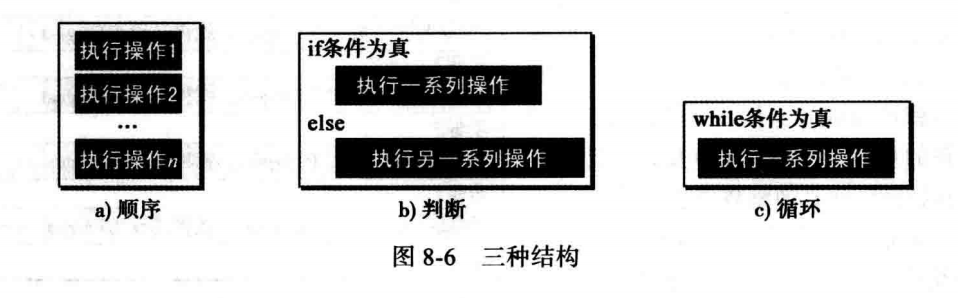 执行操作1
执行操作2
...
执行操作n
a) 顺序
if条件为真
执行一系列操作
else
执行另一系列操作
b) 判断
while条件为真
执行一系列操作
c) 循环
图 8-6 三种结构